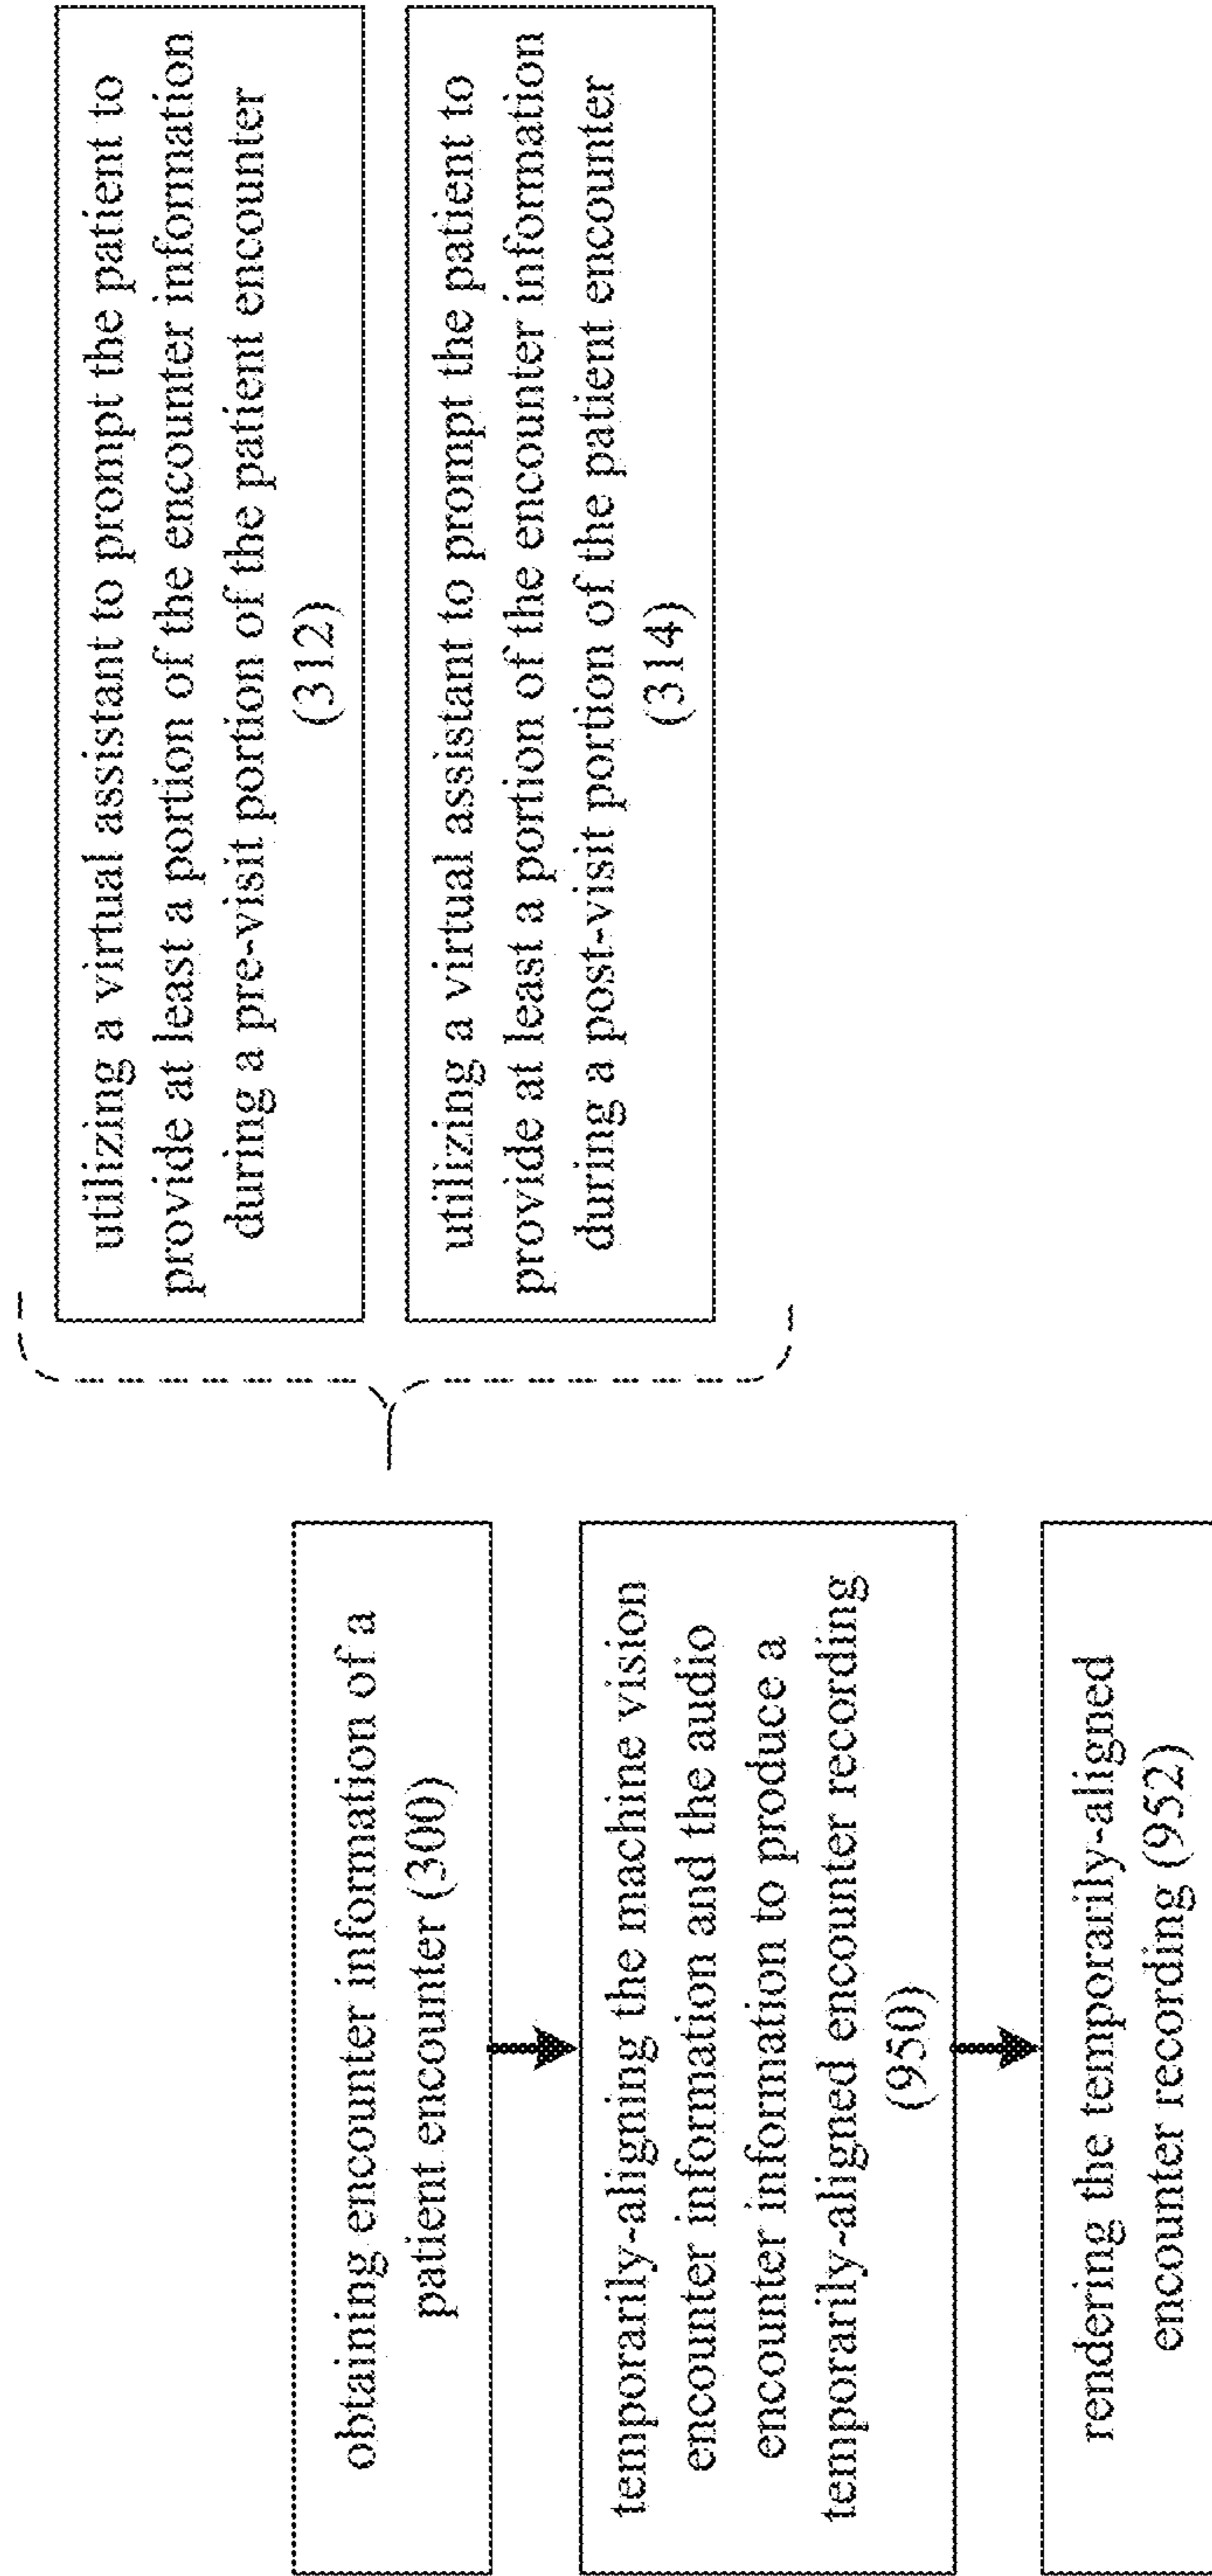 obtaining encounter information of a
patient encounter (300)
temporarily-aligning the machine vision
encounter information and the audio
encounter information to produce a
temporarily-aligned encounter recording
(950)
rendering the temporarily-aligned
encounter recording (952)
utilizing a virtual assistant to prompt the patient to
provide at least a portion of the encounter information
during a pre-visit portion of the patient encounter
(312)
utilizing a virtual assistant to prompt the patient to
provide at least a portion of the encounter information
during a post-visit portion of the patient encounter
(314)